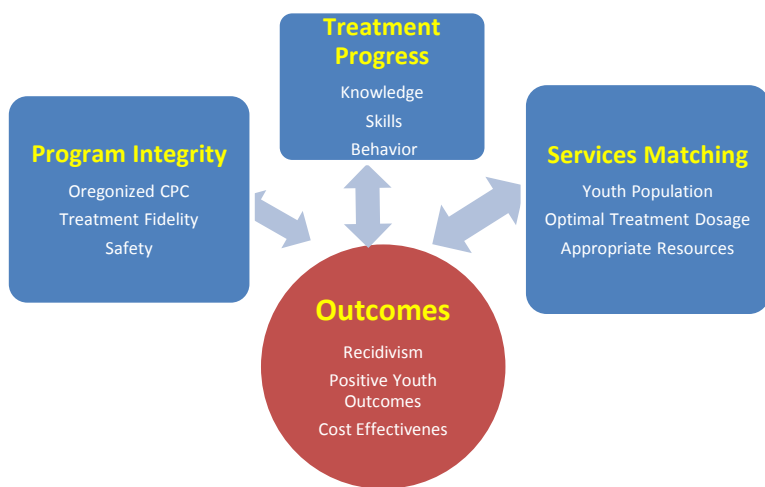 Treatment
Progress
Knowledge
Skills
Behavior
Program Integrity
Oregonized CPC
Treatment Fidelity
Safety
Services Matching
Youth Population
Optimal Treatment Dosage
Appropriate Resources
Outcomes
Recidivism
Positive Youth
Outcomes
Cost Effectivenes